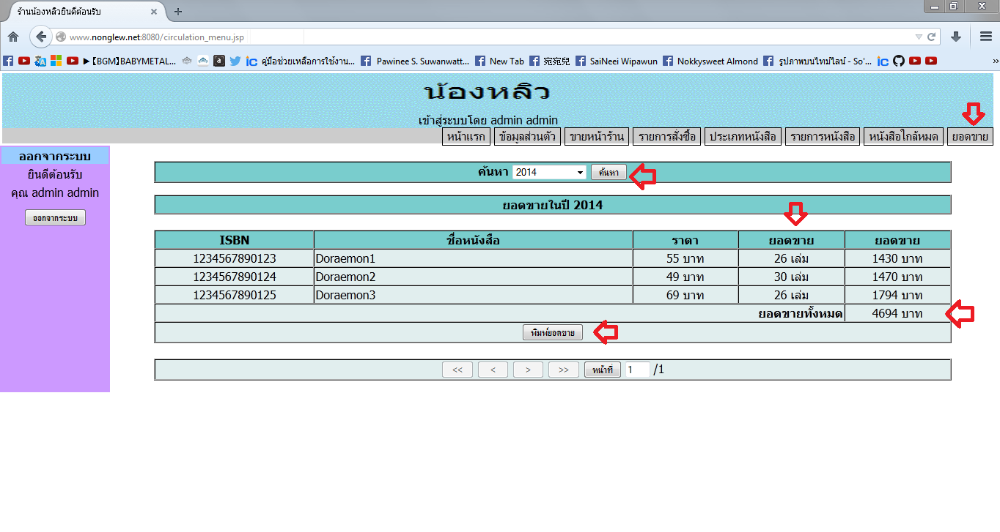 ร้านน้องหลิวยินดีต้อนรับ
www.nonglew.net:8080/circulation_menu.jsp
【BGM】BABYMETAL... a ic คู่มือช่วยเหลือการใช้งาน... Pawinee S. Suwanwatt... New Tab 宛宛兒 SaiNeei Wipawun Nokkysweet Almond รูปภาพบนไทม์ไลน์ - So'... ic
น้องหลิว
เข้าสู่ระบบโดย admin admin
หน้าแรก ข้อมูลส่วนตัว ขายหน้าร้าน รายการสั่งซื้อ ประเภทหนังสือ รายการหนังสือ หนังสือใกล้หมด ยอดขาย
ออกจากระบบ
ยินดีต้อนรับ
คุณ admin admin
ออกจากระบบ
ค้นหา 2014 ค้นหา
ยอดขายในปี 2014
ISBN ชื่อหนังสือ ราคา ยอดขาย ยอดขาย
1234567890123 Doraemon1 55 บาท 26 เล่ม 1430 บาท
1234567890124 Doraemon2 49 บาท 30 เล่ม 1470 บาท
1234567890125 Doraemon3 69 บาท 26 เล่ม 1794 บาท
ยอดขายทั้งหมด 4694 บาท
พิมพ์ยอดขาย
<< < > >> หน้าที่ 1 /1